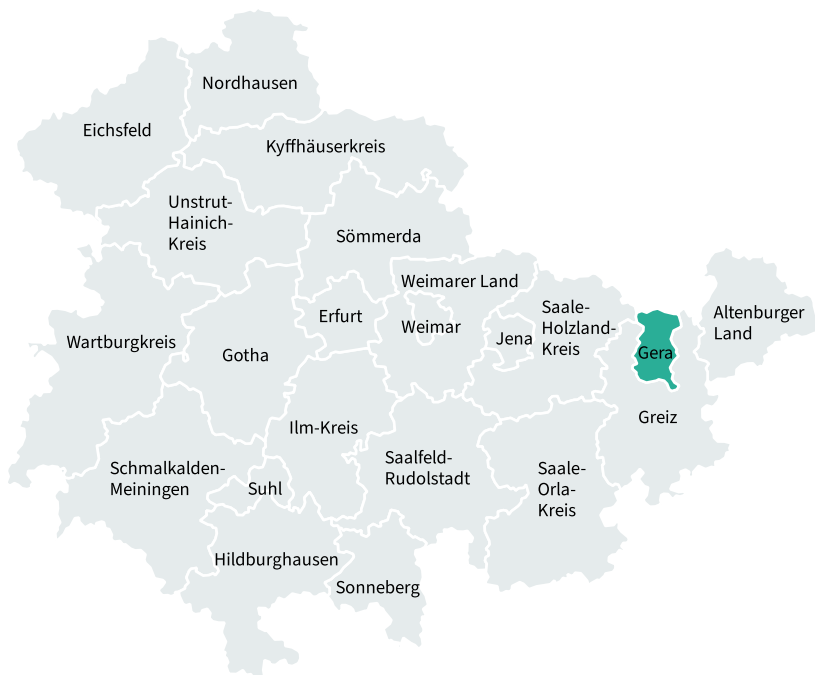 Nordhausen
Eichsfeld
Kyffhäuserkreis
Unstrut-
Hainich-
Kreis
Sömmerda
Weimarer Land
Saale-
Holzland-
Kreis
Altenburger
Land
Erfurt
Weimar
Jena
Wartburgkreis
Gotha
Gera
Greiz
Ilm-Kreis
Schmalkalden-
Meiningen
Suhl
Saalfeld-
Rudolstadt
Saale-
Orla-
Kreis
Hildburghausen
Sonneberg